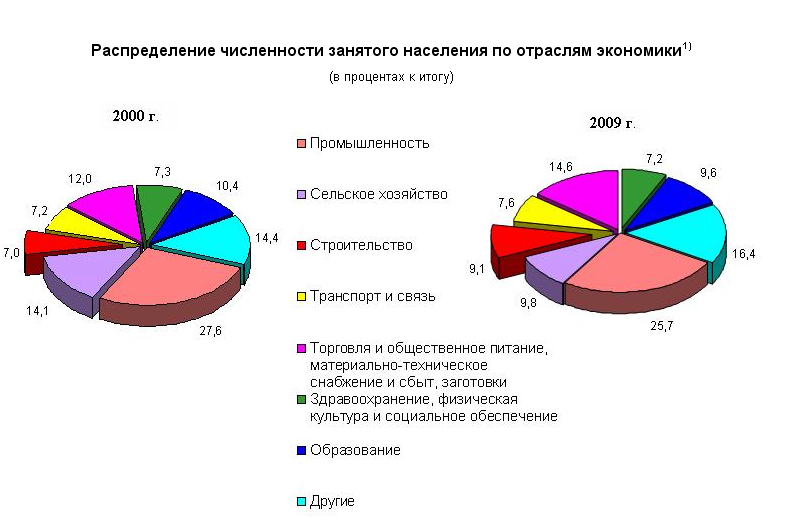 Распределение численности занятого населения по отраслям экономики1)
(в процентах к итогу)
2000 г.
12,0
7,3
10,4
7,2
14,4
7,0
14,1
27,6
Промышленность
Сельское хозяйство
Строительство
Транспорт и связь
Торговля и общественное питание,
материально-техническое
снабжение и сбыт, заготовки
Здравоохранение, физическая
культура и социальное обеспечение
Образование
Другие
2009 г.
14,6
7,2
9,6
7,6
16,4
9,1
9,8
25,7